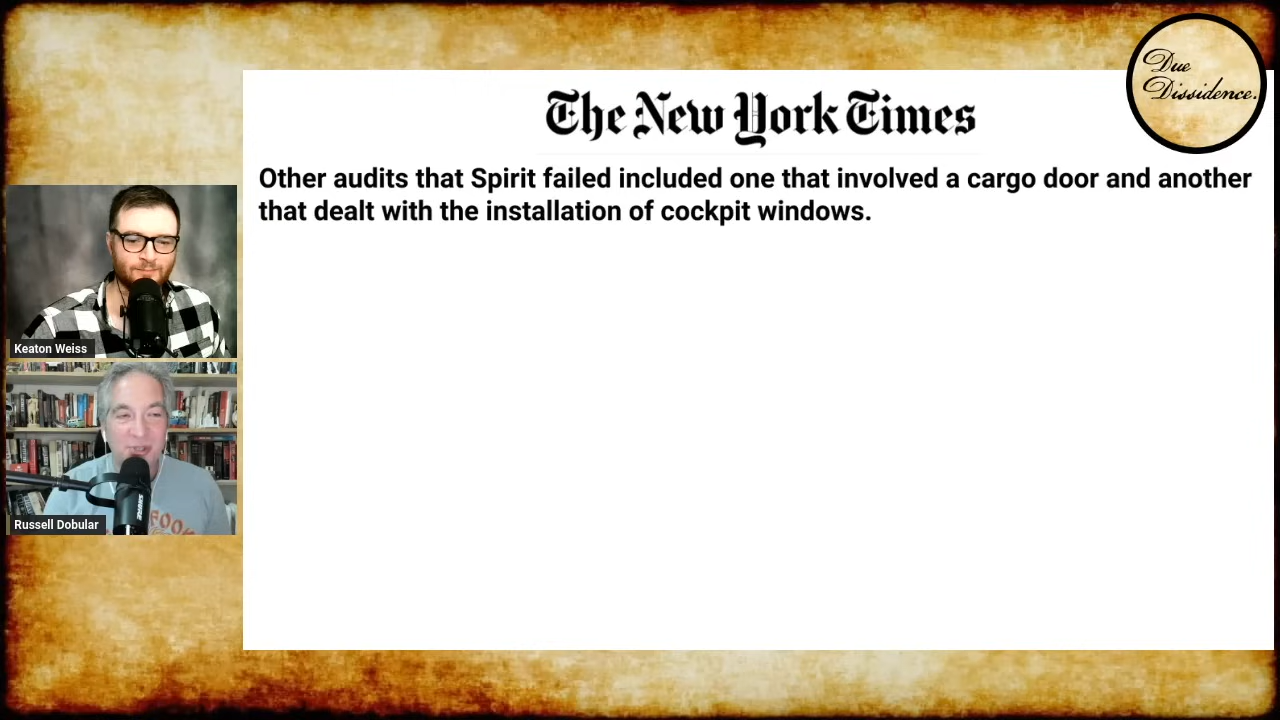 Due
Dissidence.
The New York Times
Other audits that Spirit failed included one that involved a cargo door and another
that dealt with the installation of cockpit windows.
Keaton Weiss
Russell Dobular